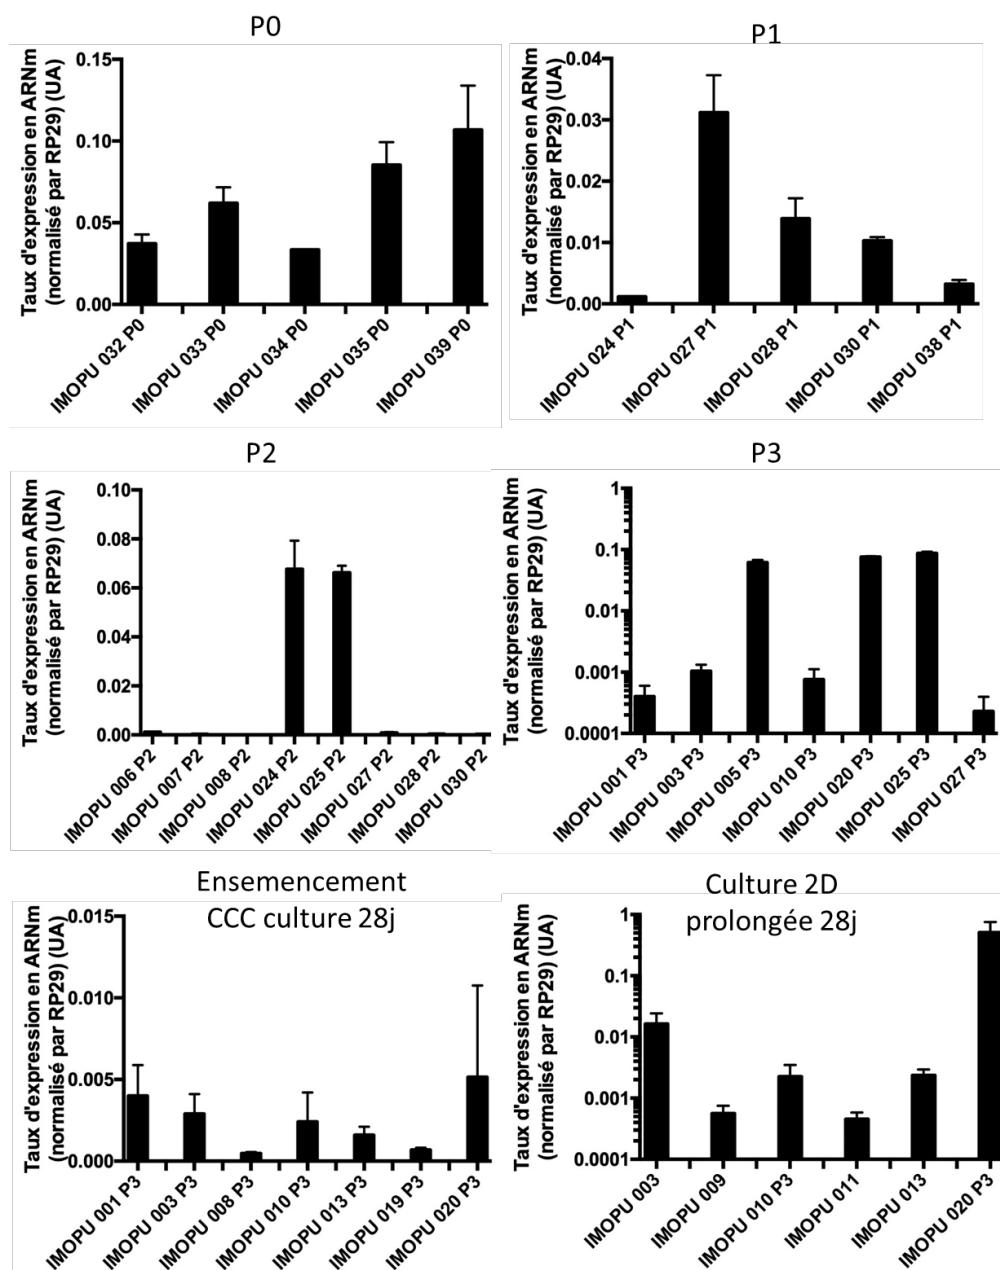 P0
Taux d'expression en ARNm
(normalisé par RP29) (UA)
0.15
0.10
0.05
0.00
IMOPU 032 P0
IMOPU 033 P0
IMOPU 034 P0
IMOPU 035 P0
IMOPU 039 P0
P1
Taux d'expression en ARNm
(normalisé par RP29) (UA)
0.04
0.03
0.02
0.01
0.00
IMOPU 024 P1
IMOPU 027 P1
IMOPU 028 P1
IMOPU 030 P1
IMOPU 038 P1
P2
Taux d'expression en ARNm
(normalisé par RP29) (UA)
0.10
0.08
0.06
0.04
0.02
0.00
IMOPU 006 P2
IMOPU 007 P2
IMOPU 008 P2
IMOPU 024 P2
IMOPU 025 P2
IMOPU 027 P2
IMOPU 028 P2
IMOPU 030 P2
P3
Taux d'expression en ARNm
(normalisé par RP29) (UA)
1
0.1
0.01
0.001
0.0001
IMOPU 001 P3
IMOPU 003 P3
IMOPU 005 P3
IMOPU 010 P3
IMOPU 020 P3
IMOPU 025 P3
IMOPU 027 P3
Ensemencement
CCC culture 28j
Taux d'expression en ARNm
(normalisé par RP29) (UA)
0.015
0.010
0.005
0.000
IMOPU 001 P3
IMOPU 003 P3
IMOPU 008 P3
IMOPU 010 P3
IMOPU 013 P3
IMOPU 019 P3
IMOPU 020 P3
Culture 2D
prolongée 28j
Taux d'expression en ARNm
(normalisé par RP29) (UA)
1
0.1
0.01
0.001
0.0001
IMOPU 003
IMOPU 009
IMOPU 010 P3
IMOPU 011
IMOPU 013
IMOPU 020 P3